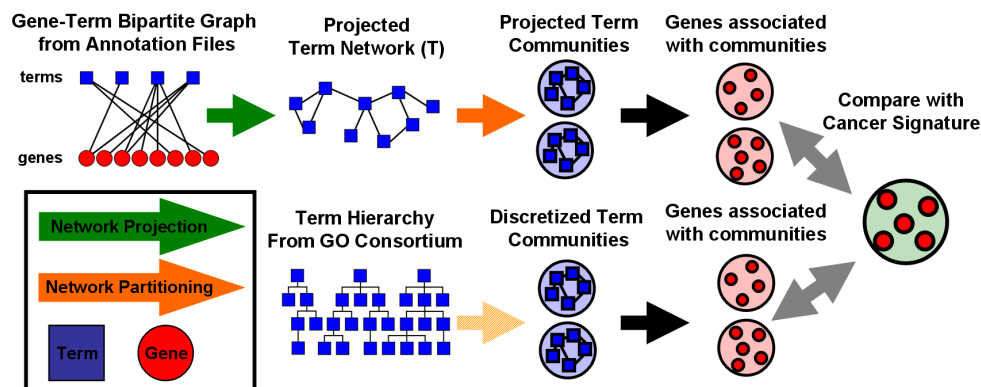 Gene-Term Bipartite Graph
from Annotation Files
terms
genes
Projected
Term Network (T)
Projected Term
Communities
Genes associated
with communities
Compare with
Cancer Signature
Network Projection
Network Partitioning
Term
Gene
Term Hierarchy
From GO Consortium
Discretized Term
Communities
Genes associated
with communities